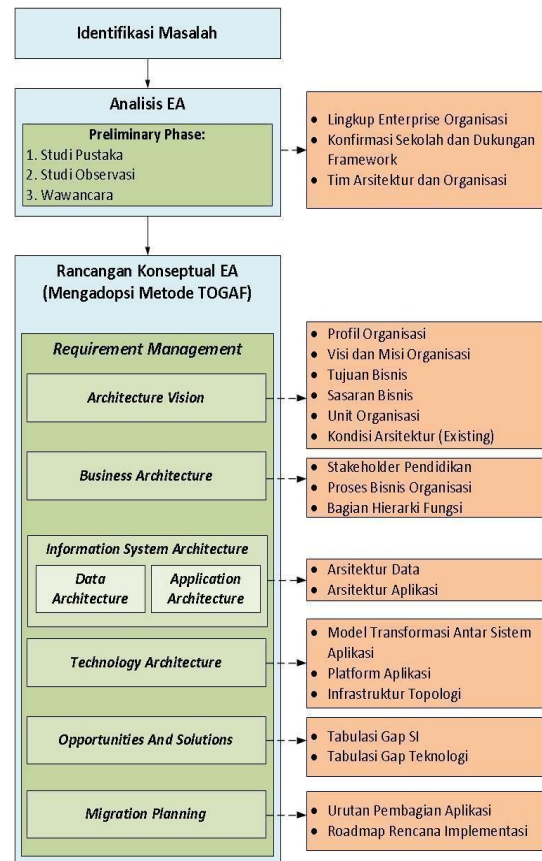 Identifikasi Masalah
Analisis EA
Preliminary Phase:
1. Studi Pustaka
2. Studi Observasi
3. Wawancara
• Lingkup Enterprise Organisasi
• Konfirmasi Sekolah dan Dukungan
Framework
• Tim Arsitektur dan Organisasi
Rancangan Konseptual EA
(Mengadopsi Metode TOGAF)
Requirement Management
Architecture Vision
• Profil Organisasi
• Visi dan Misi Organisasi
• Tujuan Bisnis
• Sasaran Bisnis
• Unit Organisasi
• Kondisi Arsitektur (Existing)
Business Architecture
• Stakeholder Pendidikan
• Proses Bisnis Organisasi
• Bagian Hierarki Fungsi
Information System Architecture
Data
Architecture
Application
Architecture
• Arsitektur Data
• Arsitektur Aplikasi
Technology Architecture
• Model Transformasi Antar Sistem
Aplikasi
• Platform Aplikasi
• Infrastruktur Topologi
Opportunities And Solutions
• Tabulasi Gap SI
• Tabulasi Gap Teknologi
Migration Planning
• Urutan Pembagian Aplikasi
• Roadmap Rencana Implementasi